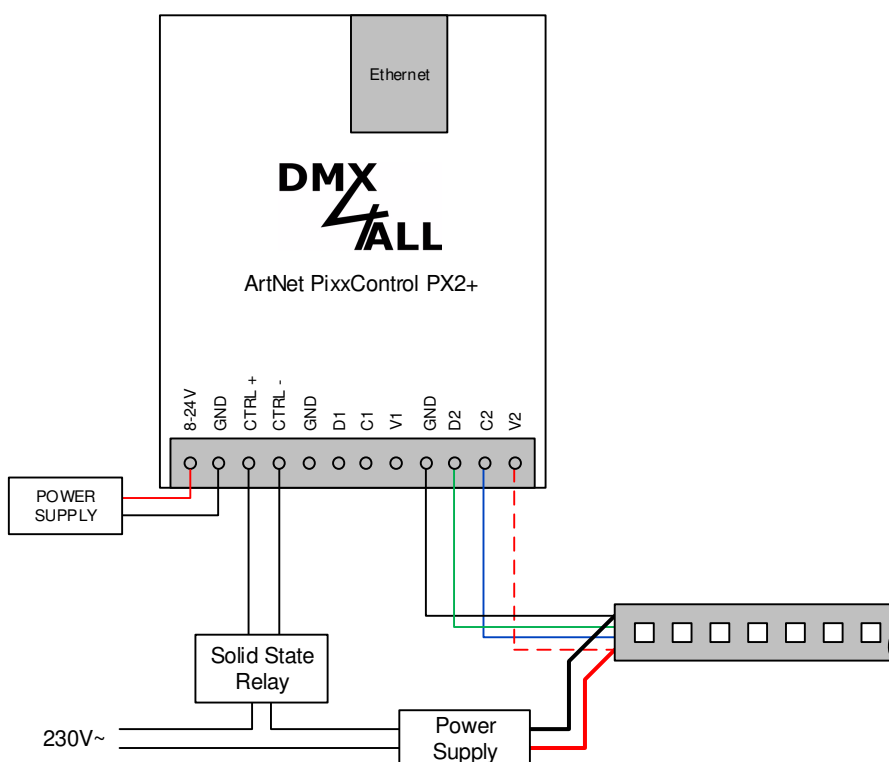 Ethernet
DMX
4
ALL
ArtNet PixxControl PX2+
8-24V
GND
CTRL +
CTRL -
GND
D1
C1
V1
GND
D2
C2
V2
POWER
SUPPLY
Solid State
Relay
230V~
Power
Supply